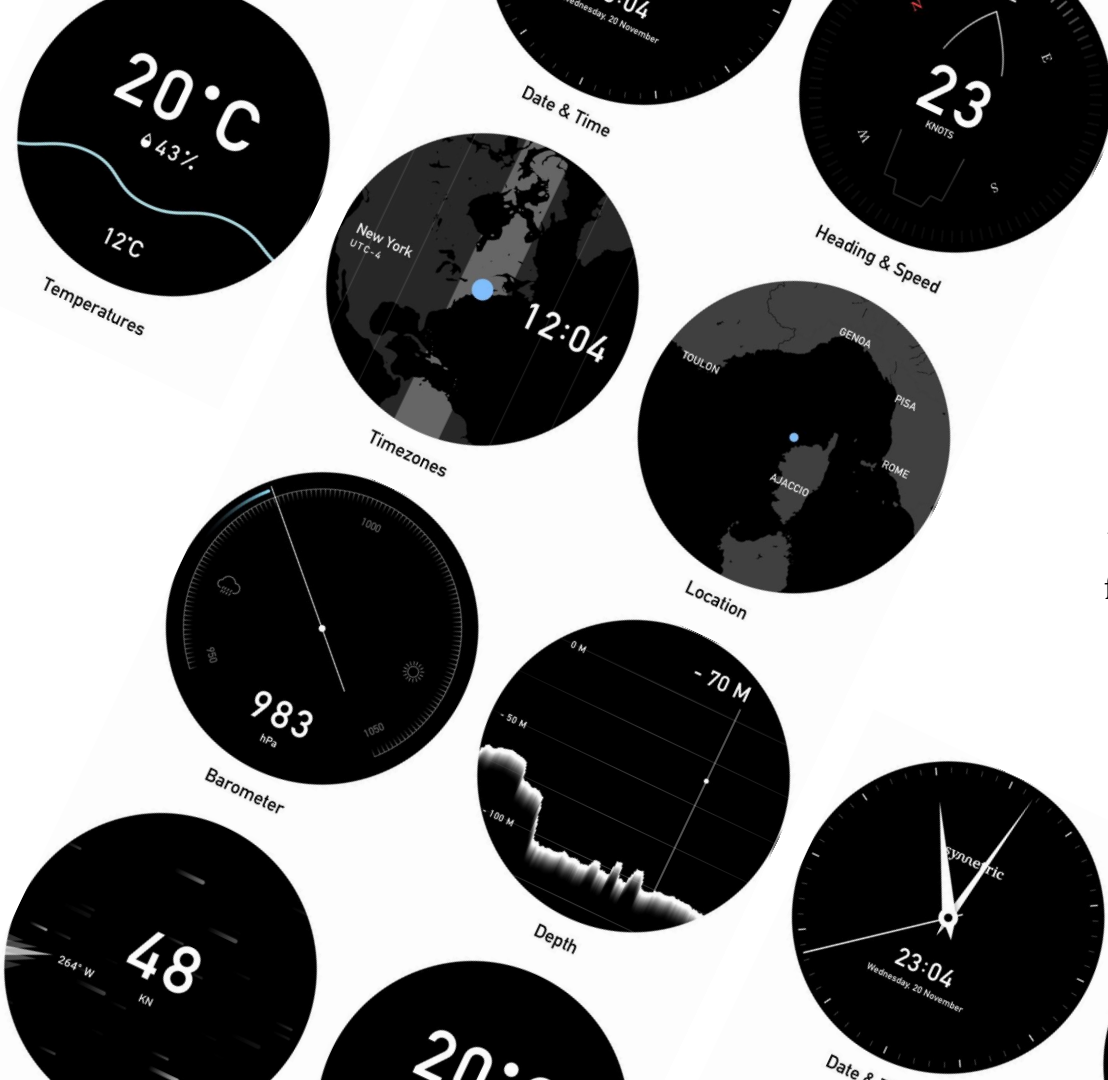 20°C
43%
12°C
Temperatures
Wednesday, 20 November
Date & Time
N
E
23
KNOTS
W
S
Heading & Speed
New York
UTC-4
12:04
Timezones
TOULON
GENOA
PISA
ROME
AJACCIO
Location
1000
950
1050
983
hPa
Barometer
0 M
- 70 M
- 50 M
- 100 M
Depth
symmetric
23:04
Wednesday, 20 November
Date &
264° W
48
KN